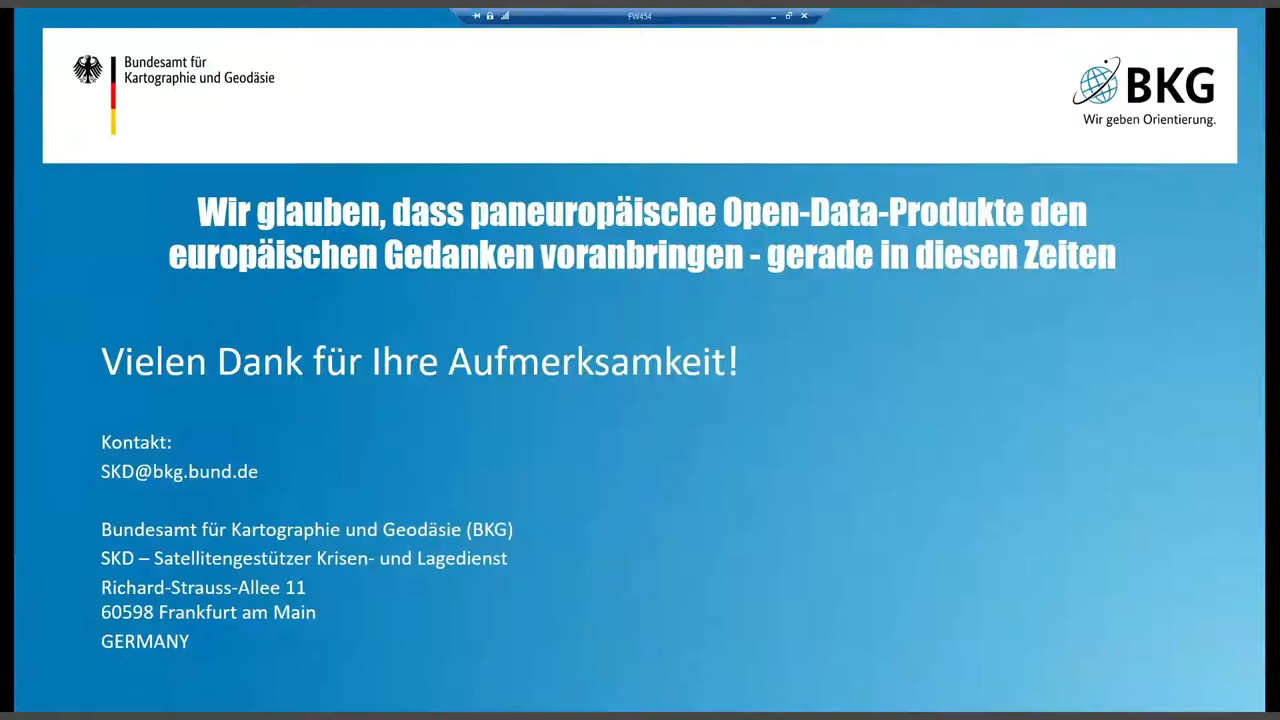 FW454
Bundesamt für
Kartographie und Geodäsie
BKG
Wir geben Orientierung.
Wir glauben, dass paneuropäische Open-Data-Produkte den
europäischen Gedanken voranbringen - gerade in diesen Zeiten
Vielen Dank für Ihre Aufmerksamkeit!
Kontakt:
SKD@bkg.bund.de
Bundesamt für Kartographie und Geodäsie (BKG)
SKD – Satellitengestützer Krisen- und Lagedienst
Richard-Strauss-Allee 11
60598 Frankfurt am Main
GERMANY